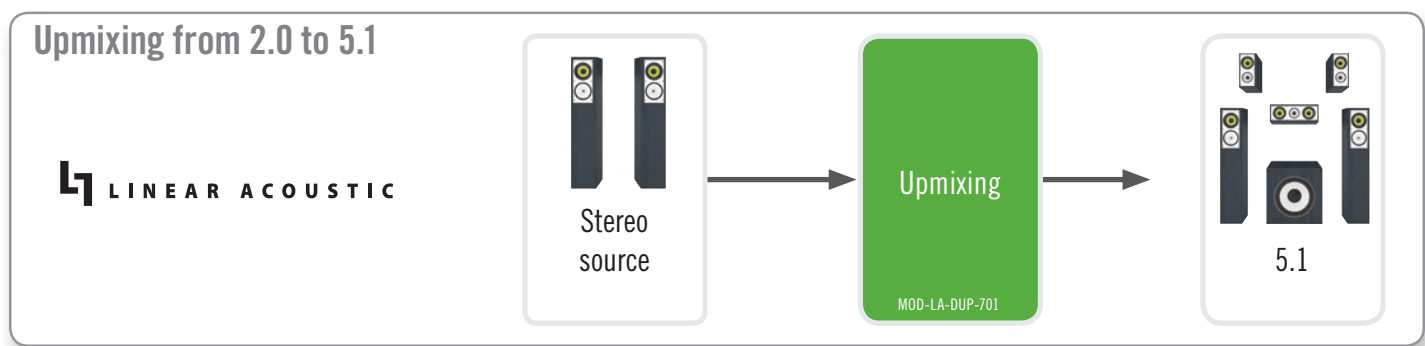 Upmixing from 2.0 to 5.1
LINEAR ACOUSTIC
Stereo
source
Upmixing
MOD-LA-DUP-701
5.1